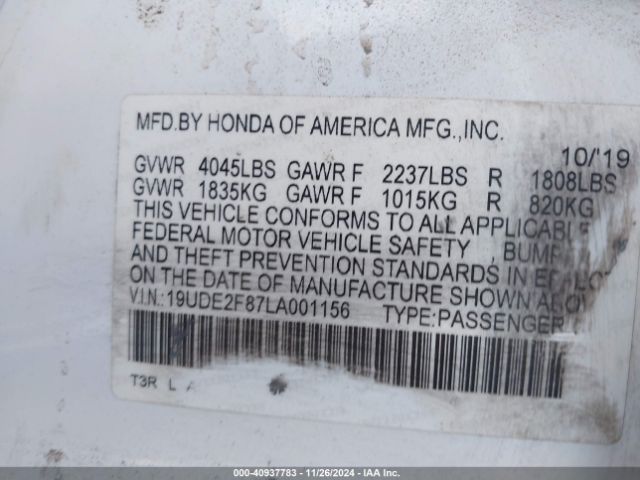 MFD.BY HONDA OF AMERICA MFG.,INC.
10/'19
GVWR 4045LBS GAWR F 2237LBS R 1808LBS
GVWR 1835KG GAWR F 1015KG R 820KG
THIS VEHICLE CONFORMS TO ALL APPLICABLE
FEDERAL MOTOR VEHICLE SAFETY , BUMP
AND THEFT PREVENTION STANDARDS IN
ON THE DATE OF MANUFACTURE SHOWN
V.I.N.:19UDE2F87LA001156 TYPE:PASSENGER
T3R L A
000-40937783 - 11/26/2024 - IAA Inc.